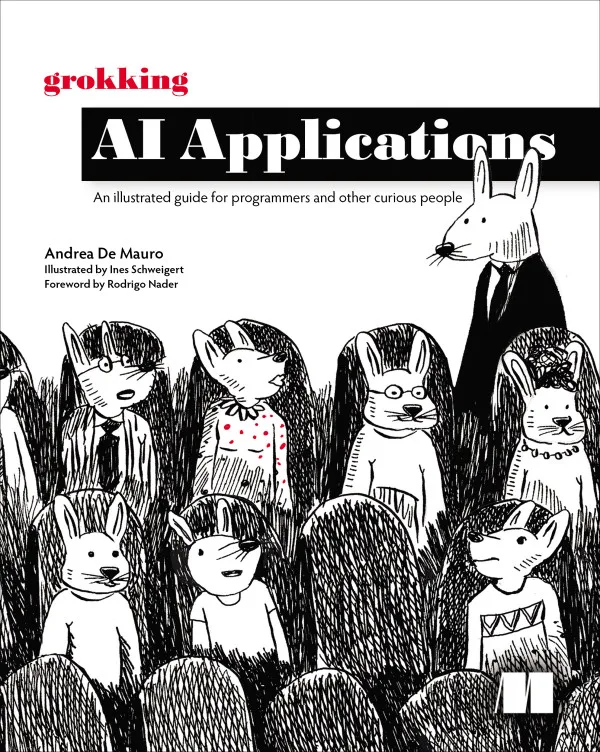 grokking
AI Applications
An illustrated guide for programmers and other curious people
Andrea De Mauro
Illustrated by Ines Schweigert
Foreword by Rodrigo Nader